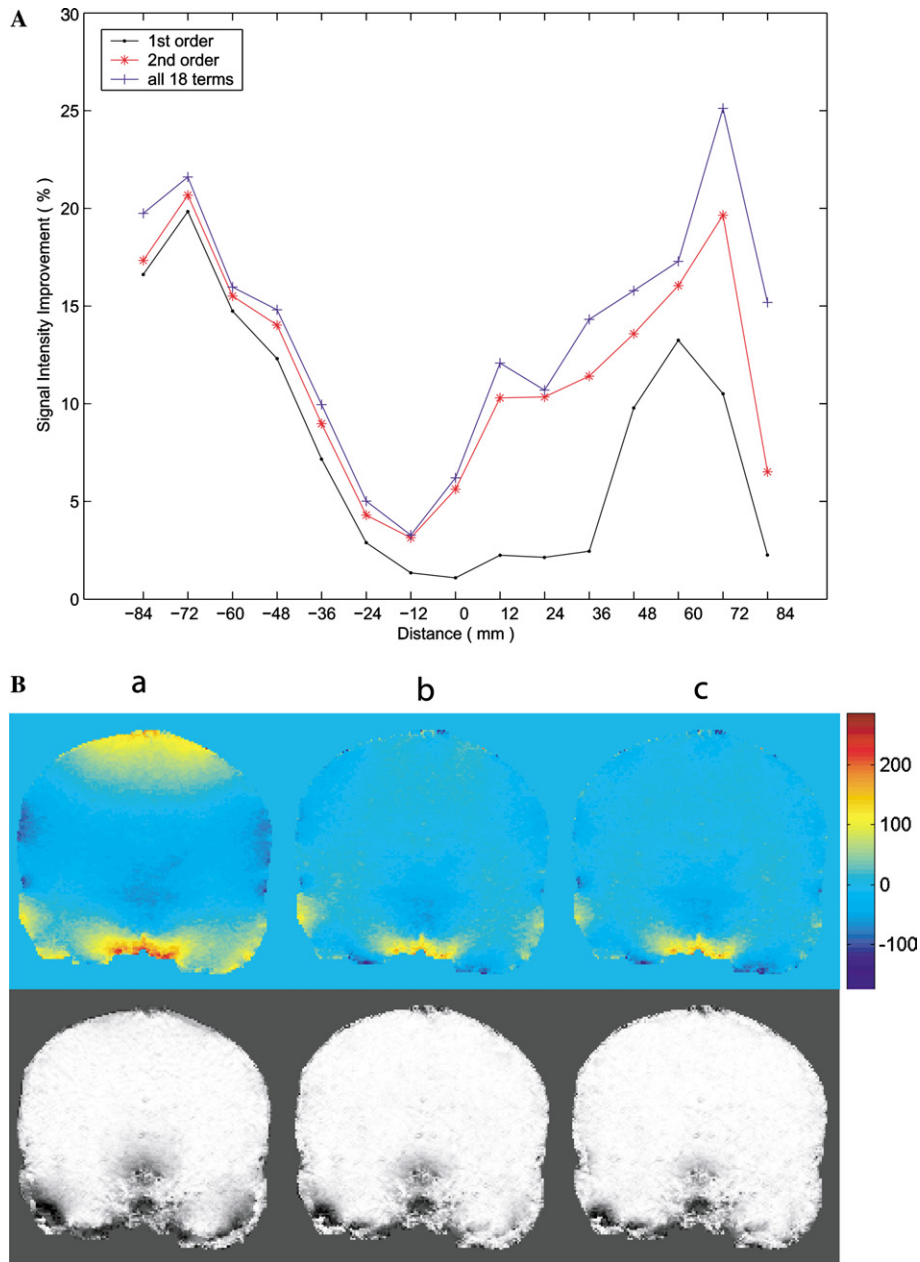 A
30
25
20
15
10
5
0
Signal Intensity Improvement ( % )
1st order
2nd order
all 18 terms
−84 −72 −60 −48 −36 −24 −12 0 12 24 36 48 60 72 84
Distance ( mm )
B a b c
200
100
0
−100